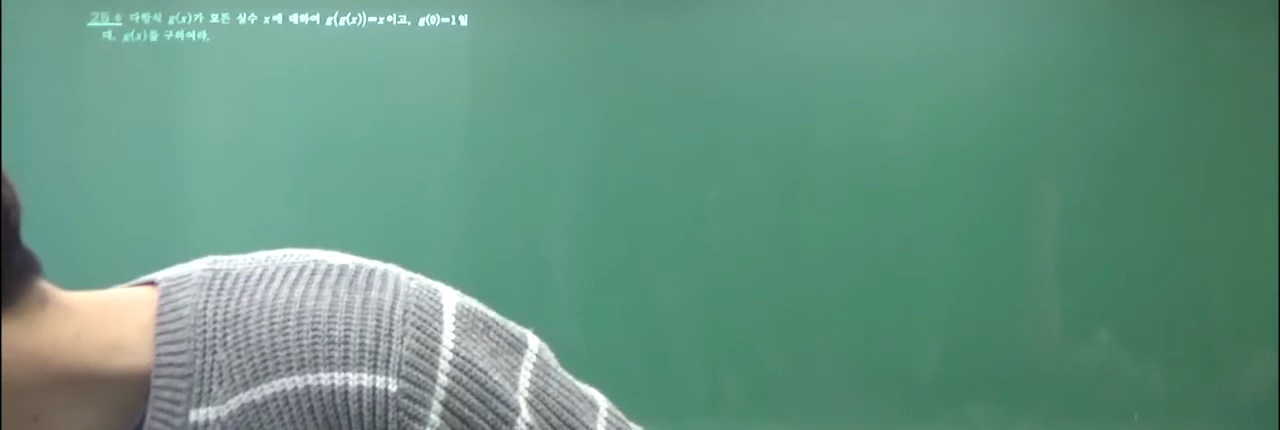 다항식 g(x)가 모든 실수 x에 대하여 g(g(x))=x이고, g(0)=1일
때, g(x)를 구하여라.